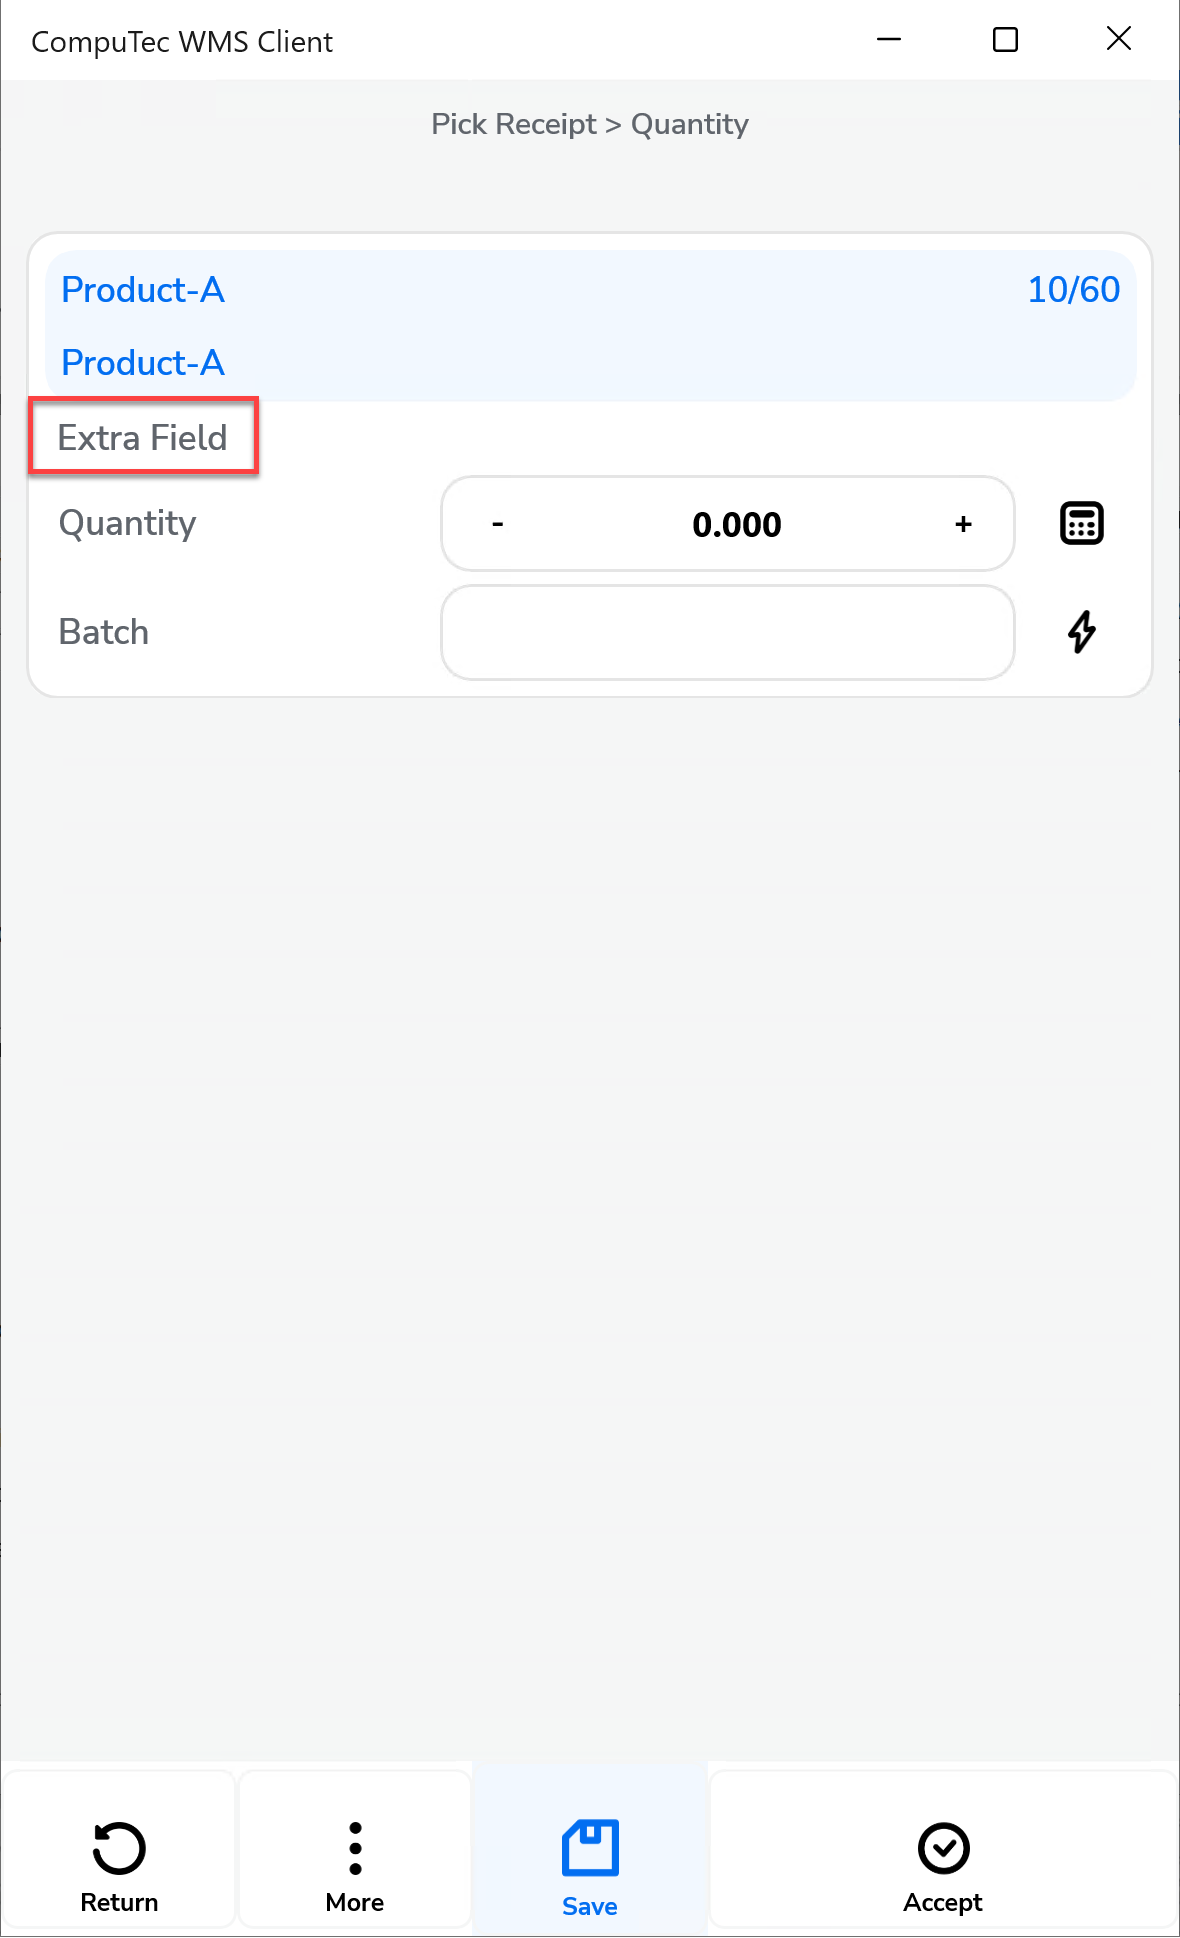 CompuTec WMS Client
Pick Receipt > Quantity
Product-A 10/60
Product-A
Extra Field
Quantity - 0.000 +
Batch
Return More Save Accept